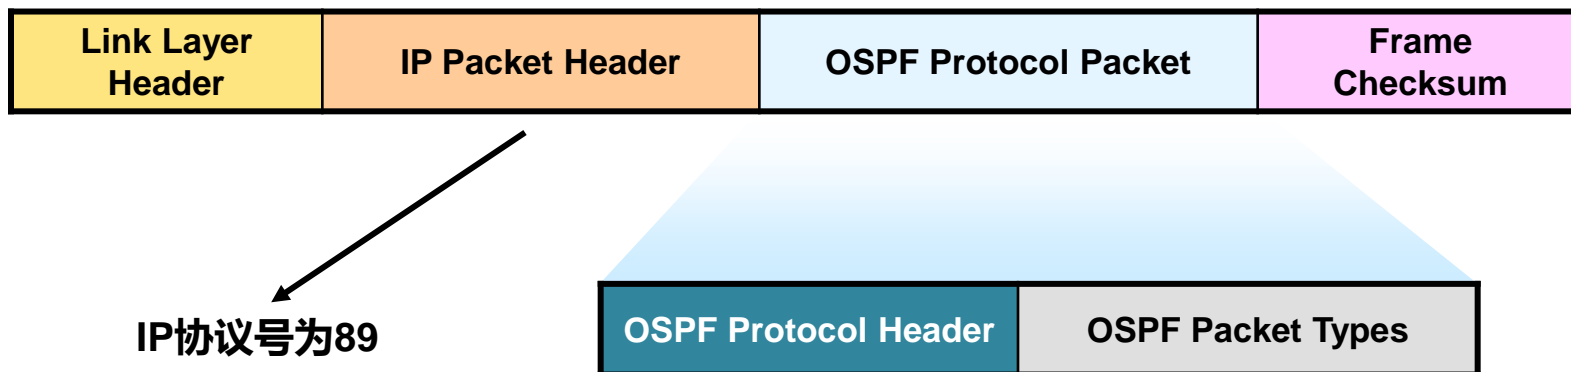 Link Layer
Header
IP Packet Header
OSPF Protocol Packet
Frame
Checksum
IP协议号为89
OSPF Protocol Header
OSPF Packet Types